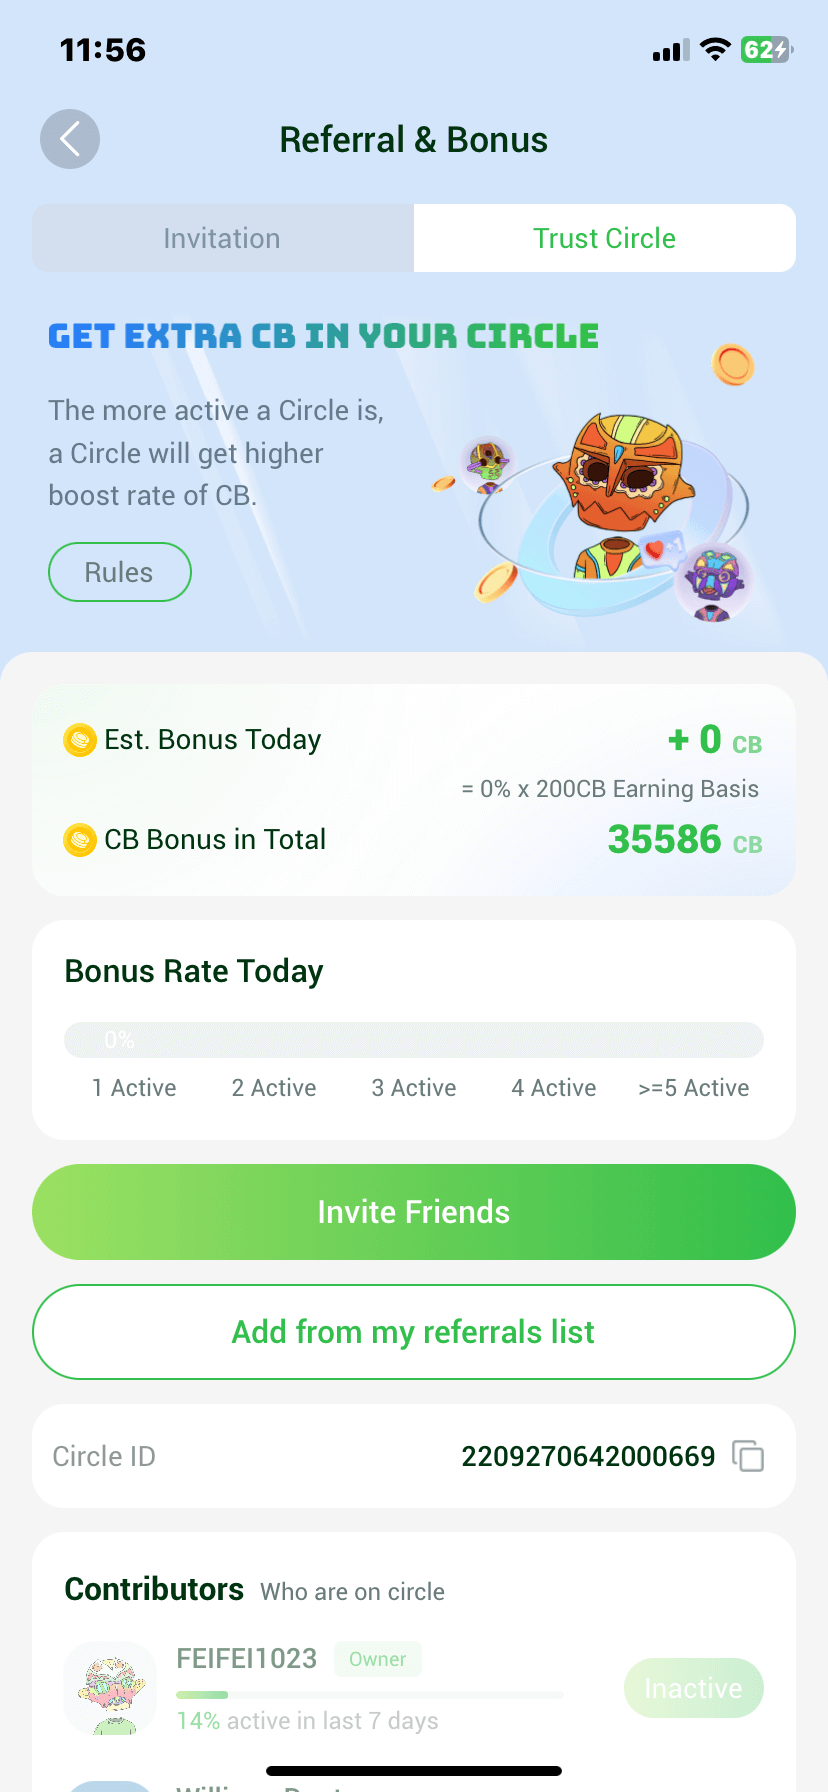 11:56
62
Referral & Bonus
Invitation
Trust Circle
GET EXTRA CB IN YOUR CIRCLE
The more active a Circle is,
a Circle will get higher
boost rate of CB.
+1
Rules
Est. Bonus Today
+ 0 CB
= 0% x 200CB Earning Basis
CB Bonus in Total
35586 CB
Bonus Rate Today
0%
1 Active
2 Active
3 Active
4 Active
>=5 Active
Invite Friends
Add from my referrals list
Circle ID
2209270642000669
Contributors Who are on circle
FEIFEI1023
Owner
14% active in last 7 days
Inactive